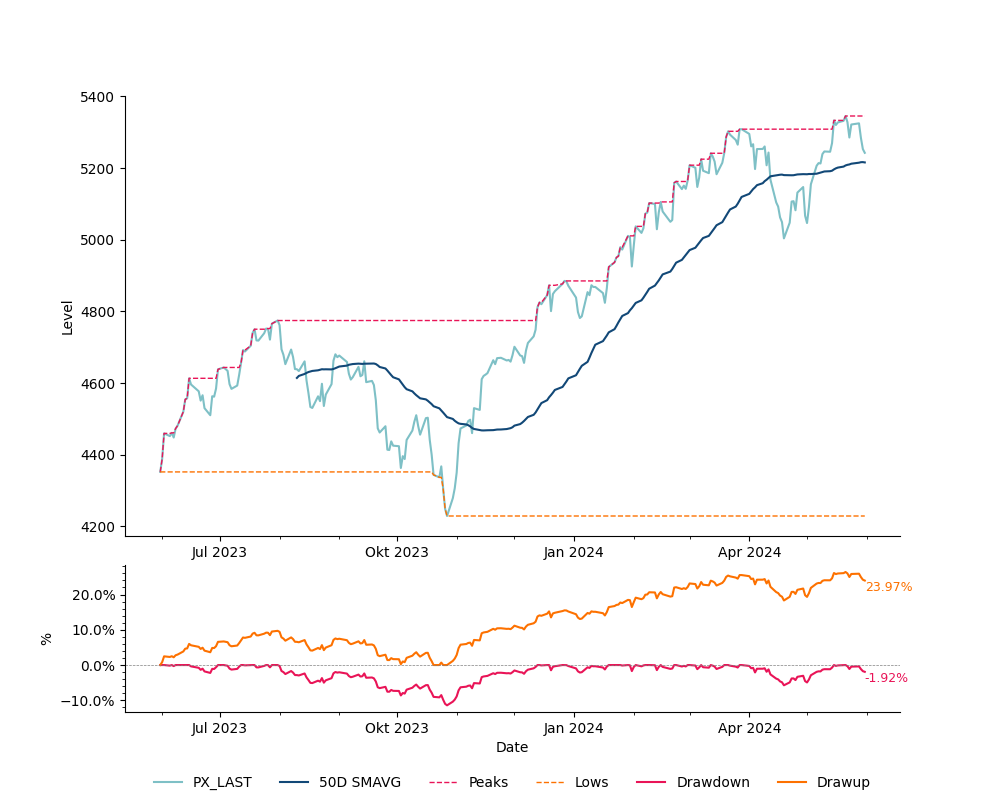 5400
5200
5000
4800
4600
4400
4200
Level
Jul 2023 Okt 2023 Jan 2024 Apr 2024
20.0%
10.0%
0.0%
−10.0%
%
23.97%
-1.92%
Jul 2023 Okt 2023 Jan 2024 Apr 2024
Date
PX_LAST 50D SMAVG Peaks Lows Drawdown Drawup